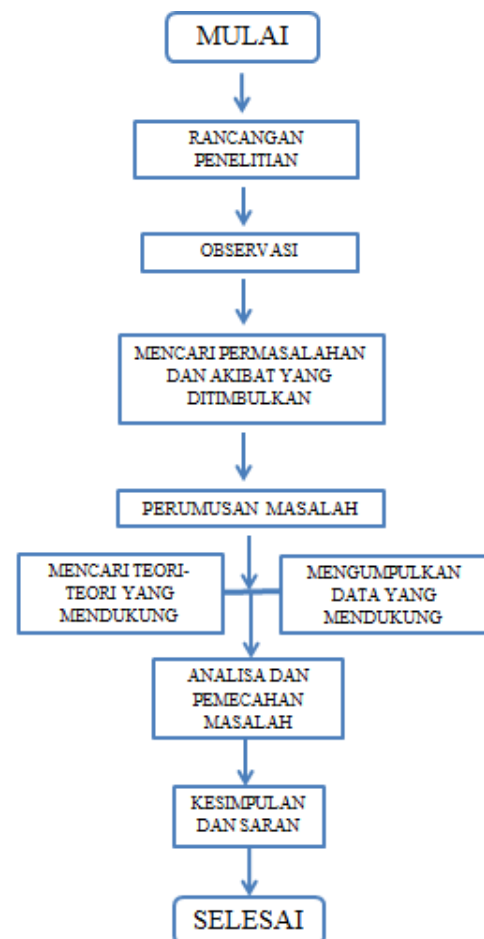 MULAI
RANCANGAN
PENELITIAN
OBSERVASI
MENCARI PERMASALAHAN
DAN AKIBAT YANG
DITIMBULKAN
PERUMUSAN MASALAH
MENCARI TEORI-
TEORI YANG
MENDUKUNG
MENGUMPULKAN
DATA YANG
MENDUKUNG
ANALISA DAN
PEMECAHAN
MASALAH
KESIMPULAN
DAN SARAN
SELESAI